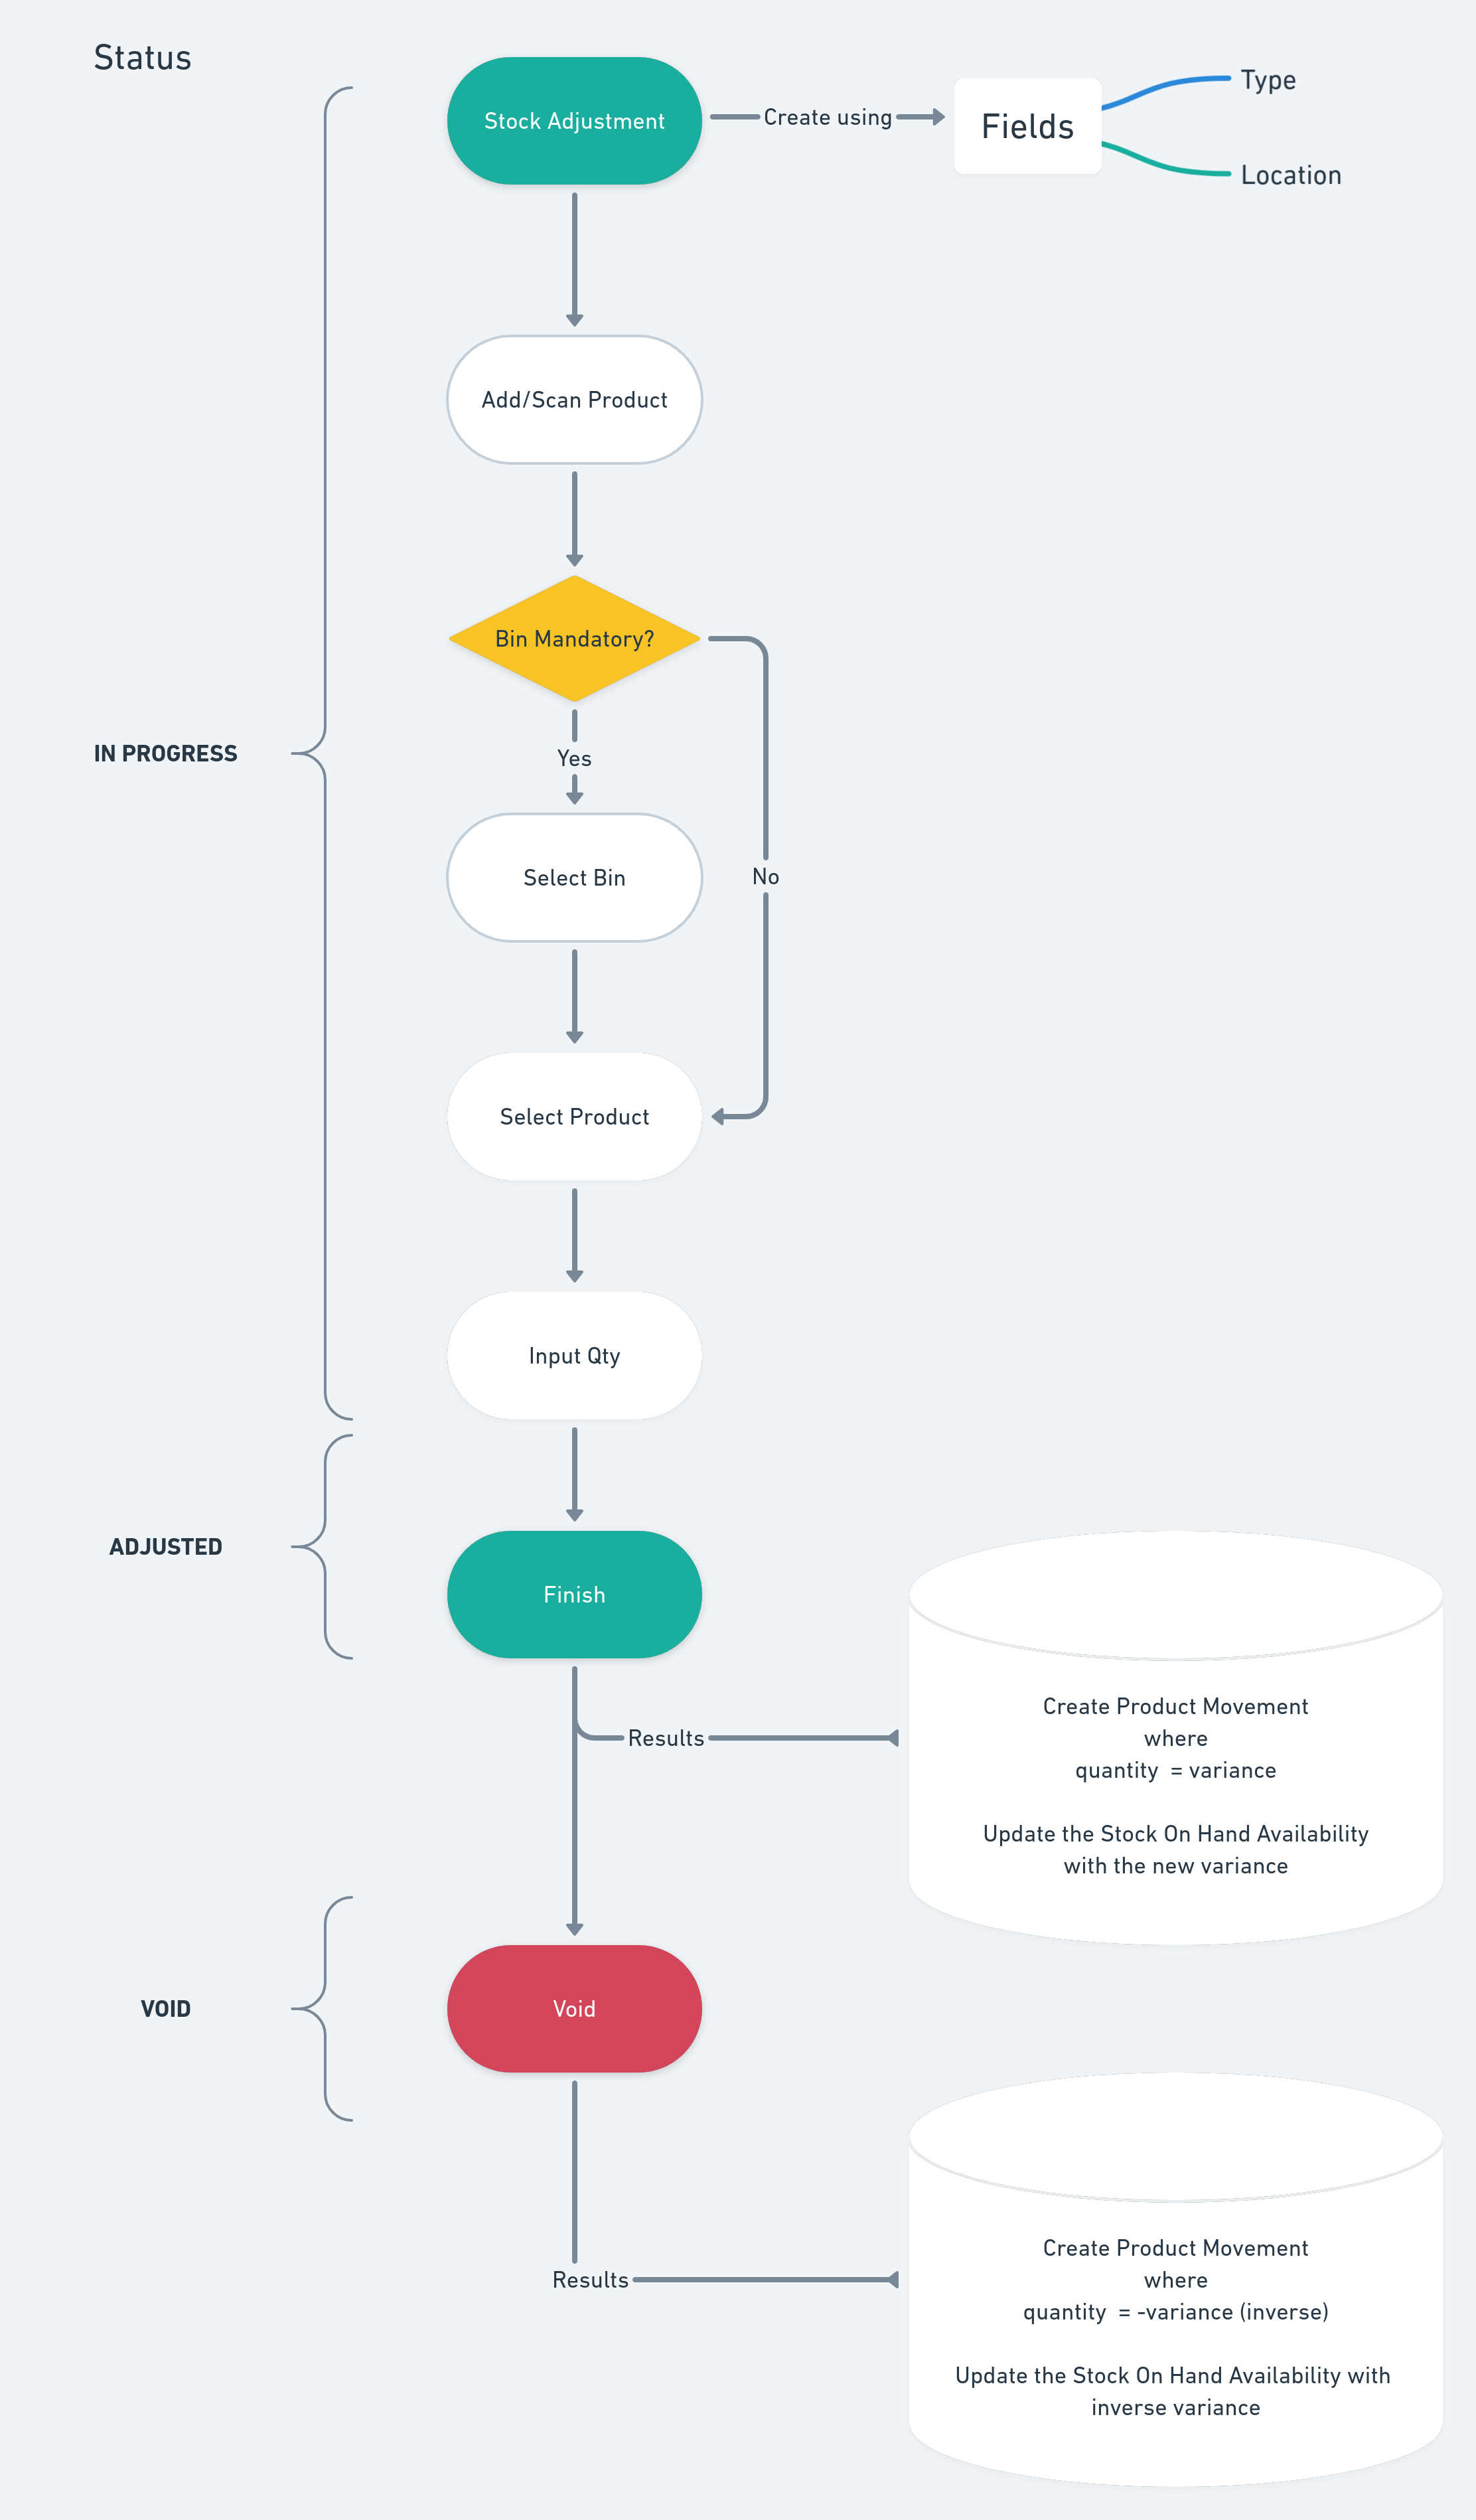 Status
Stock Adjustment
Create using
Fields
Type
Location
Add/Scan Product
Bin Mandatory?
Yes
IN PROGRESS
Select Bin
No
Select Product
Input Qty
ADJUSTED
Finish
Results
Create Product Movement
where
quantity  = variance
Update the Stock On Hand Availability
with the new variance
VOID
Void
Results
Create Product Movement
where
quantity  = -variance (inverse)
Update the Stock On Hand Availability with
inverse variance